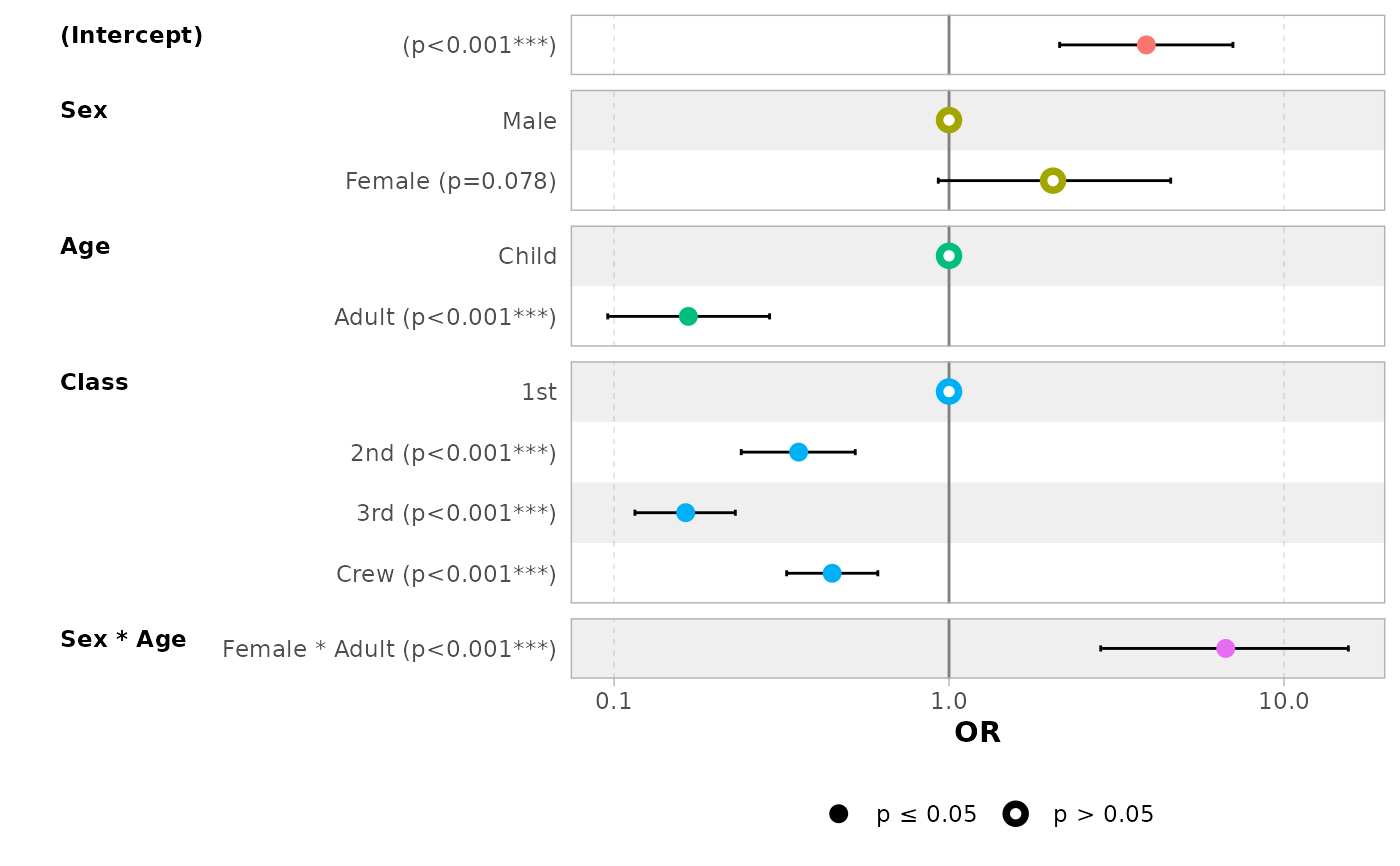 (Intercept)
(p<0.001***)
Sex
Male
Female (p=0.078)
Age
Child
Adult (p<0.001***)
Class
1st
2nd (p<0.001***)
3rd (p<0.001***)
Crew (p<0.001***)
Sex * Age
Female * Adult (p<0.001***)
0.1 1.0 10.0
OR
p ≤ 0.05 p > 0.05